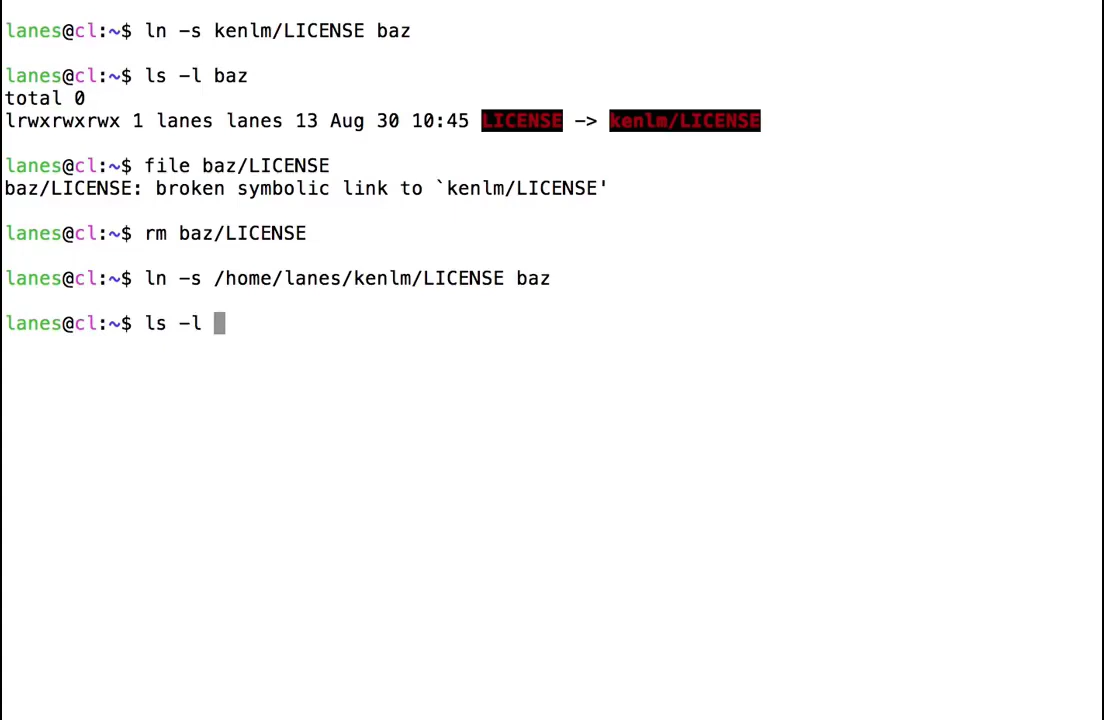 lanes@cl:~$ ln -s kenlm/LICENSE baz
lanes@cl:~$ ls -l baz
total 0
lrwxrwxrwx 1 lanes lanes 13 Aug 30 10:45 LICENSE -> kenlm/LICENSE
lanes@cl:~$ file baz/LICENSE
baz/LICENSE: broken symbolic link to `kenlm/LICENSE'
lanes@cl:~$ rm baz/LICENSE
lanes@cl:~$ ln -s /home/lanes/kenlm/LICENSE baz
lanes@cl:~$ ls -l